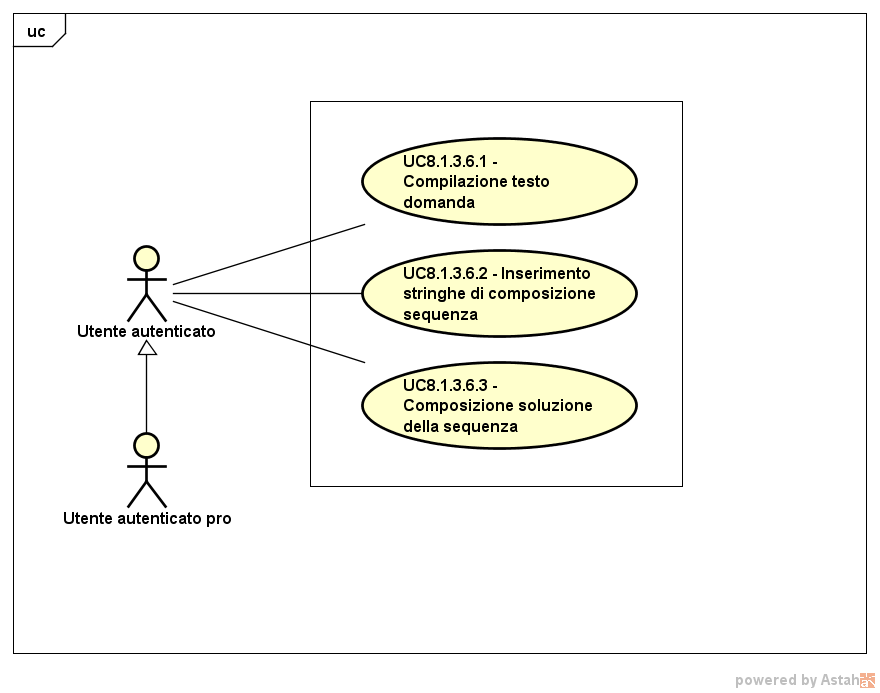 uc
UC8.1.3.6.1 -
Compilazione testo
domanda
UC8.1.3.6.2 - Inserimento
stringhe di composizione
sequenza
UC8.1.3.6.3 -
Composizione soluzione
della sequenza
Utente autenticato
Utente autenticato pro
powered by Astah